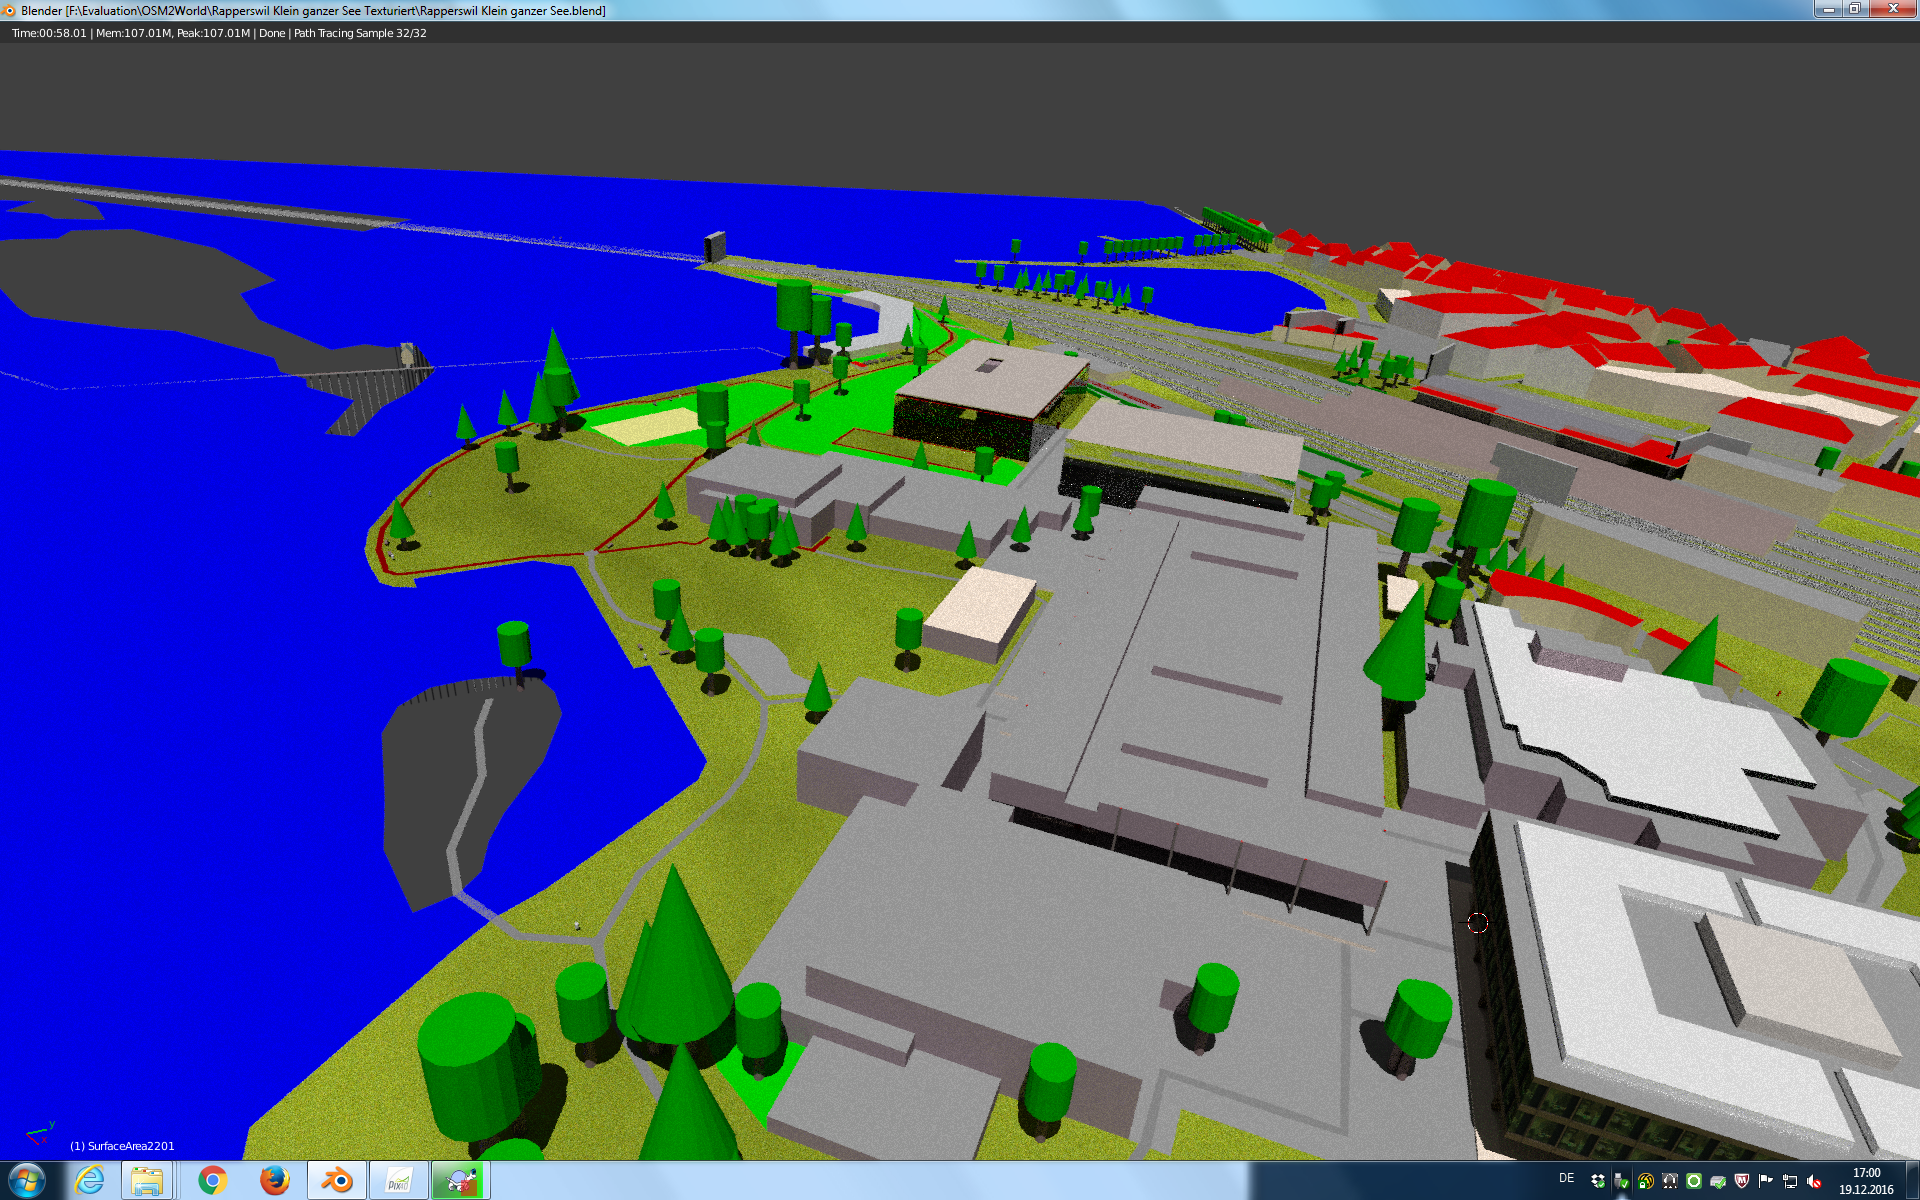 Blender [F:\Evaluation\OSM2World\Rapperswil Klein ganzer See Texturiert\Rapperswil Klein ganzer See.blend]
Time:00:58.01 | Mem:107.01M, Peak:107.01M | Done | Path Tracing Sample 32/32
y
x
(1) SurfaceArea2201
PIX4D
DE
17:00
19.12.2016